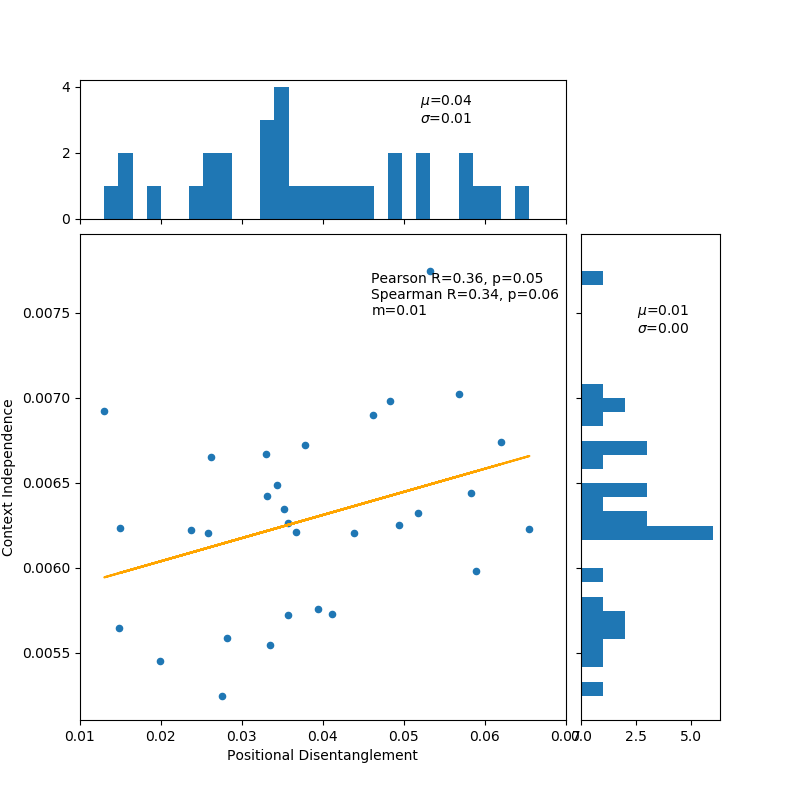 4
2
0
μ=0.04
σ=0.01
Pearson R=0.36, p=0.05
Spearman R=0.34, p=0.06
m=0.01
μ=0.01
σ=0.00
0.0075
0.0070
0.0065
0.0060
0.0055
Context Independence
0.01 0.02 0.03 0.04 0.05 0.06 0.07
0.0 2.5 5.0
Positional Disentanglement